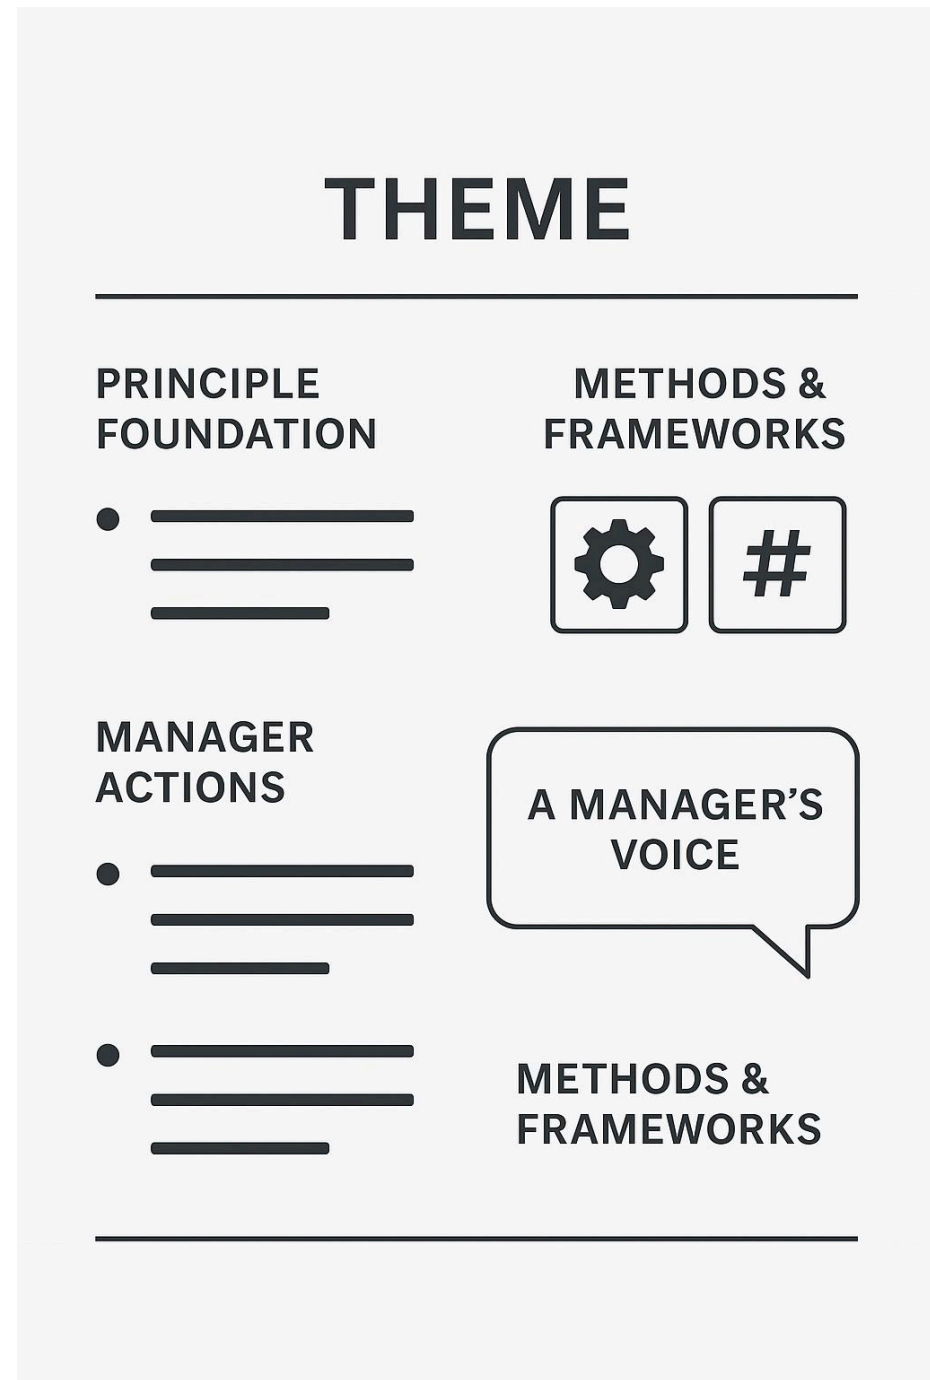 THEME
PRINCIPLE
FOUNDATION
METHODS &
FRAMEWORKS
#
MANAGER
ACTIONS
A MANAGER’S
VOICE
METHODS &
FRAMEWORKS